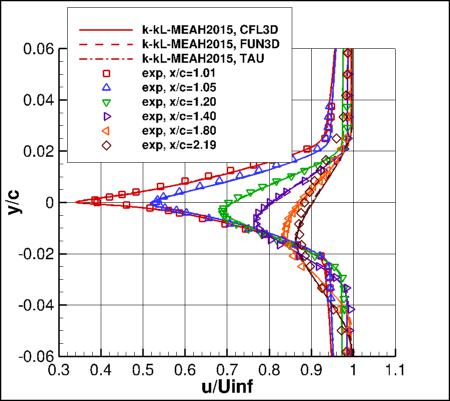 k-kL-MEAH2015, CFL3D
k-kL-MEAH2015, FUN3D
k-kL-MEAH2015, TAU
exp, x/c=1.01
exp, x/c=1.05
exp, x/c=1.20
exp, x/c=1.40
exp, x/c=1.80
exp, x/c=2.19
y/c
0.06
0.04
0.02
0
-0.02
-0.04
-0.06
0.3 0.4 0.5 0.6 0.7 0.8 0.9 1 1.1
u/Uinf